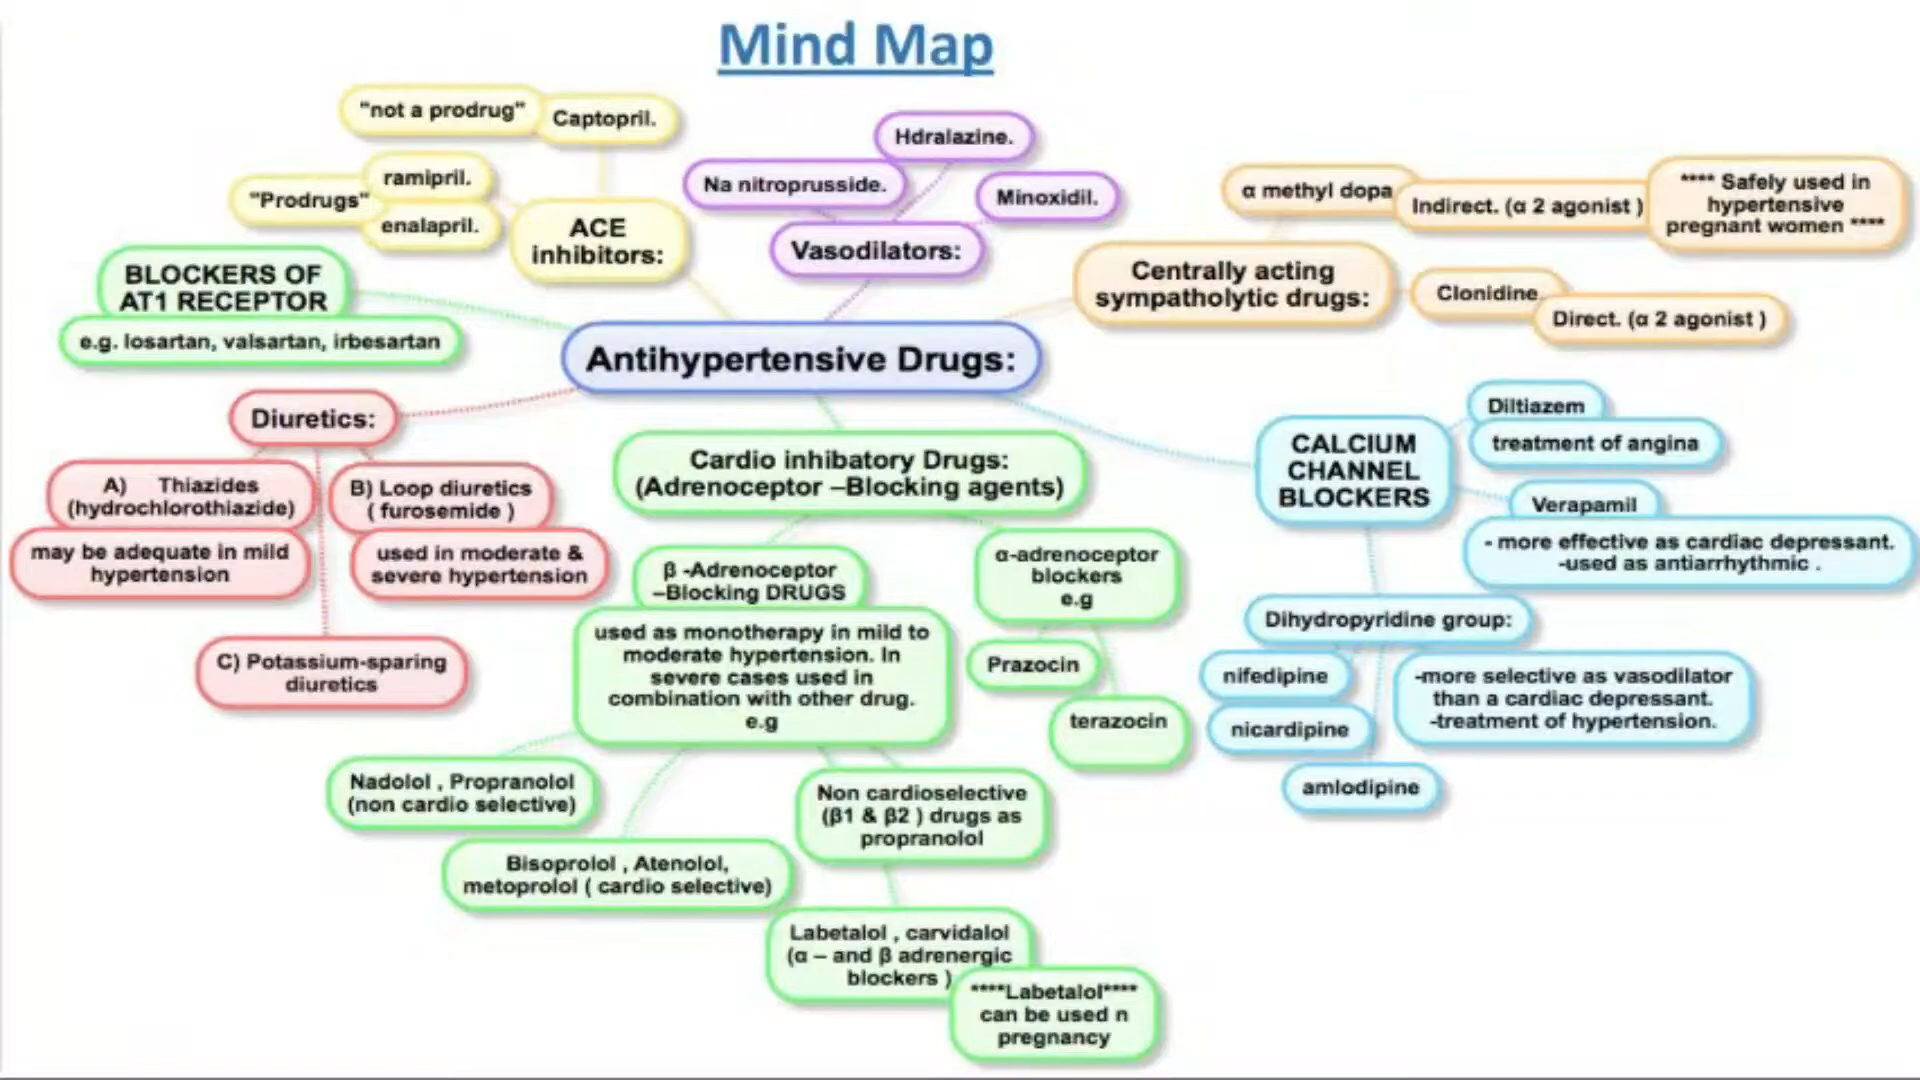 Mind Map
"not a prodrug"
Captopril.
"Prodrugs"
ramipril.
enalapril.
ACE
inhibitors:
Hdralazine.
Na nitroprusside.
Minoxidil.
Vasodilators:
α methyl dopa
Indirect. (α 2 agonist )
**** Safely used in
hypertensive
pregnant women ****
Centrally acting
sympatholytic drugs:
Clonidine
Direct. (α 2 agonist )
BLOCKERS OF
AT1 RECEPTOR
e.g. losartan, valsartan, irbesartan
Antihypertensive Drugs:
Diuretics:
A) Thiazides
(hydrochlorothiazide)
may be adequate in mild
hypertension
B) Loop diuretics
( furosemide )
used in moderate &
severe hypertension
C) Potassium-sparing
diuretics
Cardio inhibatory Drugs:
(Adrenoceptor –Blocking agents)
β -Adrenoceptor
–Blocking DRUGS
used as monotherapy in mild to
moderate hypertension. In
severe cases used in
combination with other drug.
e.g
α-adrenoceptor
blockers
e.g
Prazocin
terazocin
Nadolol , Propranolol
(non cardio selective)
Bisoprolol , Atenolol,
metoprolol ( cardio selective)
Non cardioselective
(β1 & β2 ) drugs as
propranolol
Labetalol , carvidalol
(α – and β adrenergic
blockers )
****Labetalol****
can be used n
pregnancy
CALCIUM
CHANNEL
BLOCKERS
Diltiazem
treatment of angina
Verapamil
- more effective as cardiac depressant.
-used as antiarrhythmic .
Dihydropyridine group:
nifedipine
nicardipine
amlodipine
-more selective as vasodilator
than a cardiac depressant.
-treatment of hypertension.